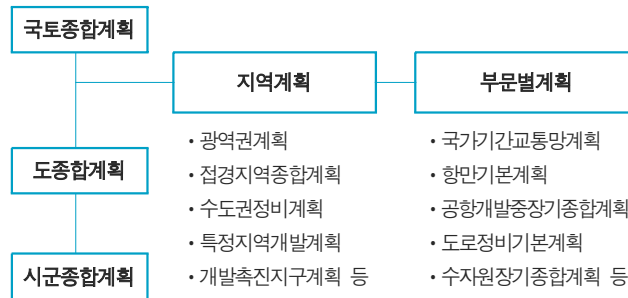 국토종합계획
지역계획
부문별계획
• 광역권계획
• 국가기간교통망계획
도종합계획
• 접경지역종합계획
• 항만기본계획
• 수도권정비계획
• 공항개발중장기종합계획
• 특정지역개발계획
• 도로정비기본계획
시군종합계획
• 개발촉진지구계획 등
• 수자원장기종합계획 등